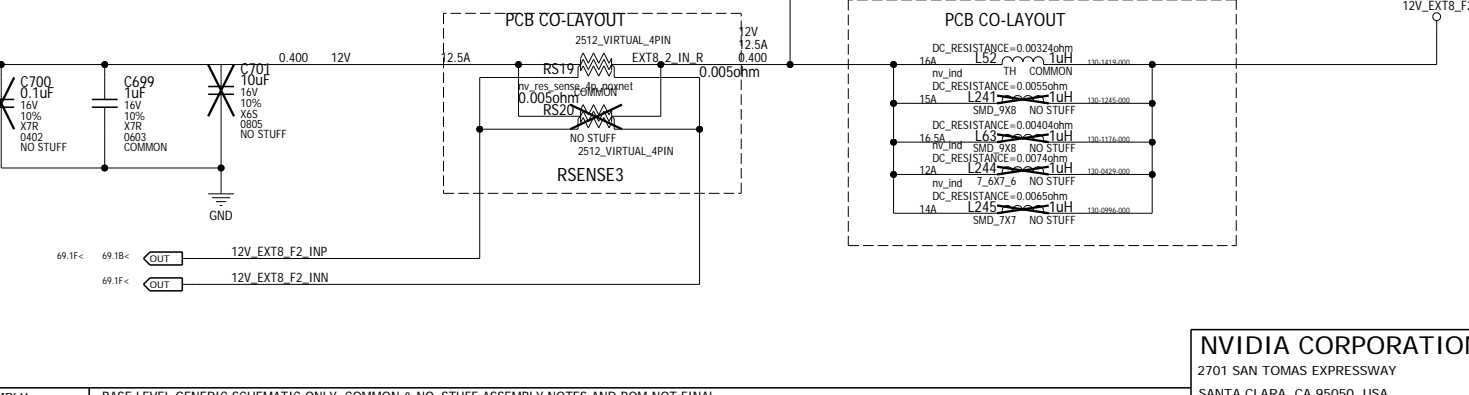 12V_EXT8_F2
PCB CO-LAYOUT
2512_VIRTUAL_4PIN
0.400 12V 12.5A
RS19
EXT8_2_IN_R
12V
12.5A
0.400
0.005ohm
nv_res_sense_4p_noxnet
COMMON
0.005ohm
RS20
NO STUFF
2512_VIRTUAL_4PIN
RSENSE3
C700
0.1uF
16V
10%
X7R
0402
NO STUFF
C699
1uF
16V
10%
X7R
0603
COMMON
C701
10uF
16V
10%
X6S
0805
NO STUFF
GND
69.1F< 69.1B< OUT 12V_EXT8_F2_INP
69.1F< OUT 12V_EXT8_F2_INN
PCB CO-LAYOUT
DC_RESISTANCE=0.00324ohm
16A L52 1uH 130-1419-000
nv_ind TH COMMON
DC_RESISTANCE=0.0055ohm
15A L241 1uH 130-1245-000
SMD_9X8 NO STUFF
DC_RESISTANCE=0.00404ohm
16.5A L63 1uH 130-1176-000
nv_ind SMD_9X8 NO STUFF
DC_RESISTANCE=0.0074ohm
12A L244 1uH 130-0429-000
nv_ind 7_6X7_6 NO STUFF
DC_RESISTANCE=0.0065ohm
14A L245 1uH 130-0996-000
SMD_7X7 NO STUFF
NVIDIA CORPORATION
2701 SAN TOMAS EXPRESSWAY
SANTA CLARA, CA 95050, USA